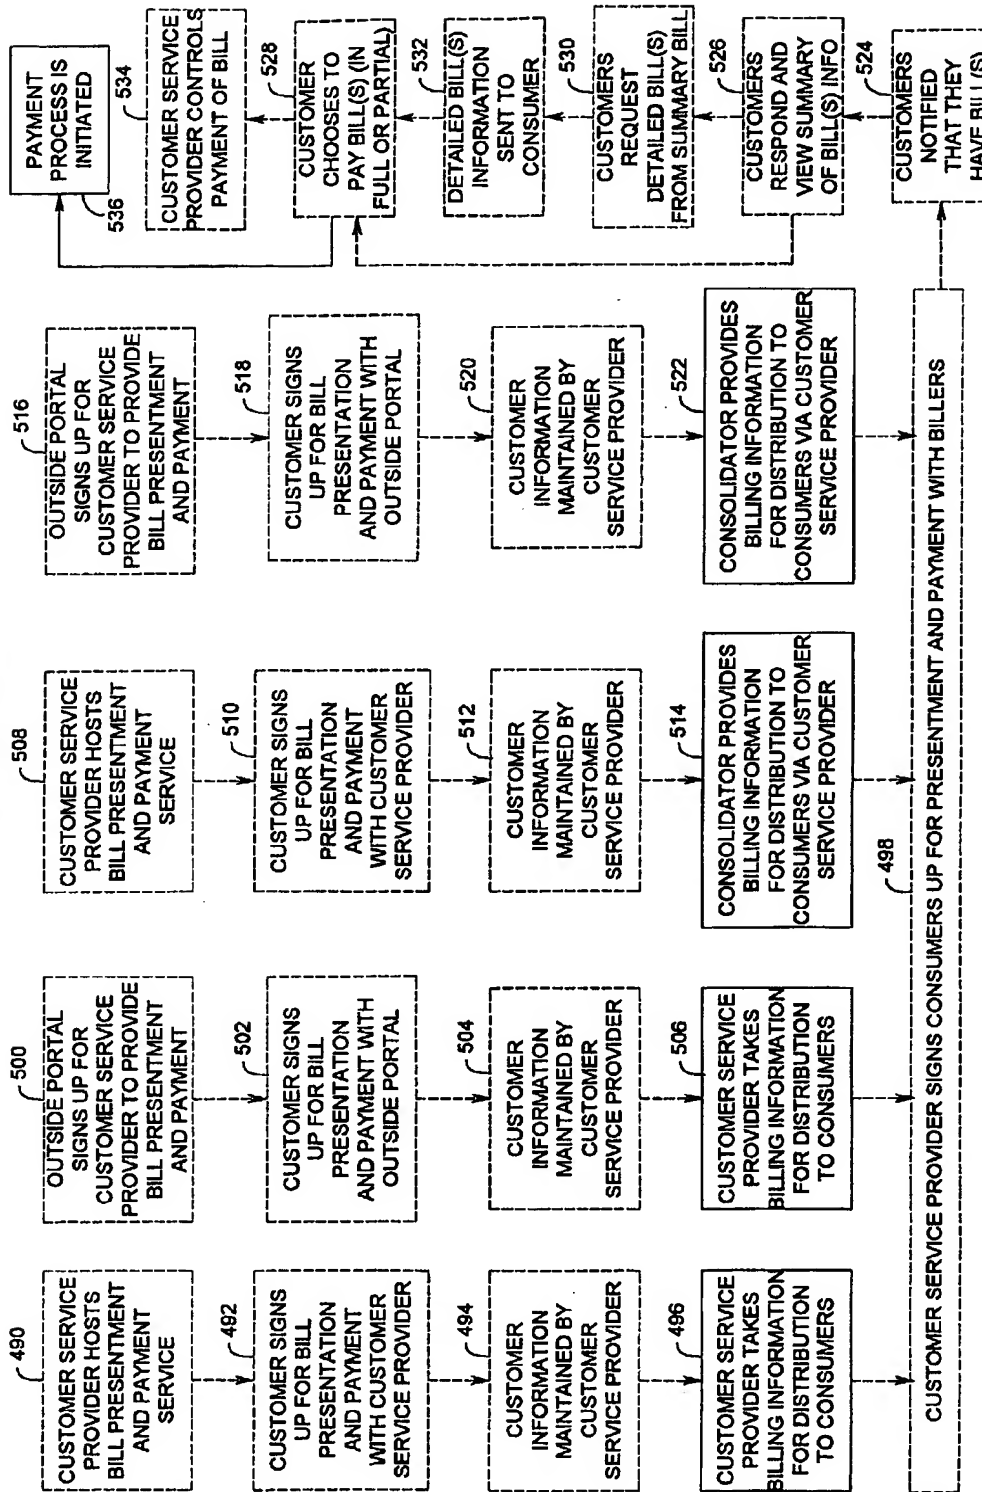 490
CUSTOMER SERVICE
PROVIDER HOSTS
BILL PRESENTMENT
AND PAYMENT
SERVICE
492
CUSTOMER SIGNS
UP FOR BILL
PRESENTATION
AND PAYMENT
WITH CUSTOMER
SERVICE PROVIDER
494
CUSTOMER
INFORMATION
MAINTAINED BY
CUSTOMER
SERVICE PROVIDER
496
CUSTOMER SERVICE
PROVIDER TAKES
BILLING INFORMATION
FOR DISTRIBUTION
TO CONSUMERS
500
OUTSIDE PORTAL
SIGNS UP FOR
CUSTOMER SERVICE
PROVIDER TO PROVIDE
BILL PRESENTMENT
AND PAYMENT
502
CUSTOMER SIGNS
UP FOR BILL
PRESENTATION
AND PAYMENT WITH
OUTSIDE PORTAL
504
CUSTOMER
INFORMATION
MAINTAINED BY
CUSTOMER
SERVICE PROVIDER
506
CUSTOMER SERVICE
PROVIDER TAKES
BILLING INFORMATION
FOR DISTRIBUTION
TO CONSUMERS
508
CUSTOMER SERVICE
PROVIDER HOSTS
BILL PRESENTMENT
AND PAYMENT
SERVICE
510
CUSTOMER SIGNS
UP FOR BILL
PRESENTATION
AND PAYMENT
WITH CUSTOMER
SERVICE PROVIDER
512
CUSTOMER
INFORMATION
MAINTAINED BY
CUSTOMER
SERVICE PROVIDER
514
CONSOLIDATOR PROVIDES
BILLING INFORMATION
FOR DISTRIBUTION TO
CONSUMERS VIA CUSTOMER
SERVICE PROVIDER
516
OUTSIDE PORTAL
SIGNS UP FOR
CUSTOMER SERVICE
PROVIDER TO PROVIDE
BILL PRESENTMENT
AND PAYMENT
518
CUSTOMER SIGNS
UP FOR BILL
PRESENTATION
AND PAYMENT WITH
OUTSIDE PORTAL
520
CUSTOMER
INFORMATION
MAINTAINED BY
CUSTOMER
SERVICE PROVIDER
522
CONSOLIDATOR PROVIDES
BILLING INFORMATION
FOR DISTRIBUTION TO
CONSUMERS VIA CUSTOMER
SERVICE PROVIDER
498
CUSTOMER SERVICE PROVIDER SIGNS CONSUMERS UP FOR PRESENTMENT AND PAYMENT WITH BILLERS
524
CUSTOMERS
NOTIFIED
THAT THEY
HAVE BILL(S)
526
CUSTOMERS
RESPOND AND
VIEW SUMMARY
OF BILL(S) INFO
530
CUSTOMERS
REQUEST
DETAILED BILL(S)
FROM SUMMARY BILL
532
DETAILED BILL(S)
INFORMATION
SENT TO
CONSUMER
528
CUSTOMER
CHOOSES TO
PAY BILL(S) (IN
FULL OR PARTIAL)
534
CUSTOMER SERVICE
PROVIDER CONTROLS
PAYMENT OF BILL
PAYMENT
PROCESS IS
INITIATED
536